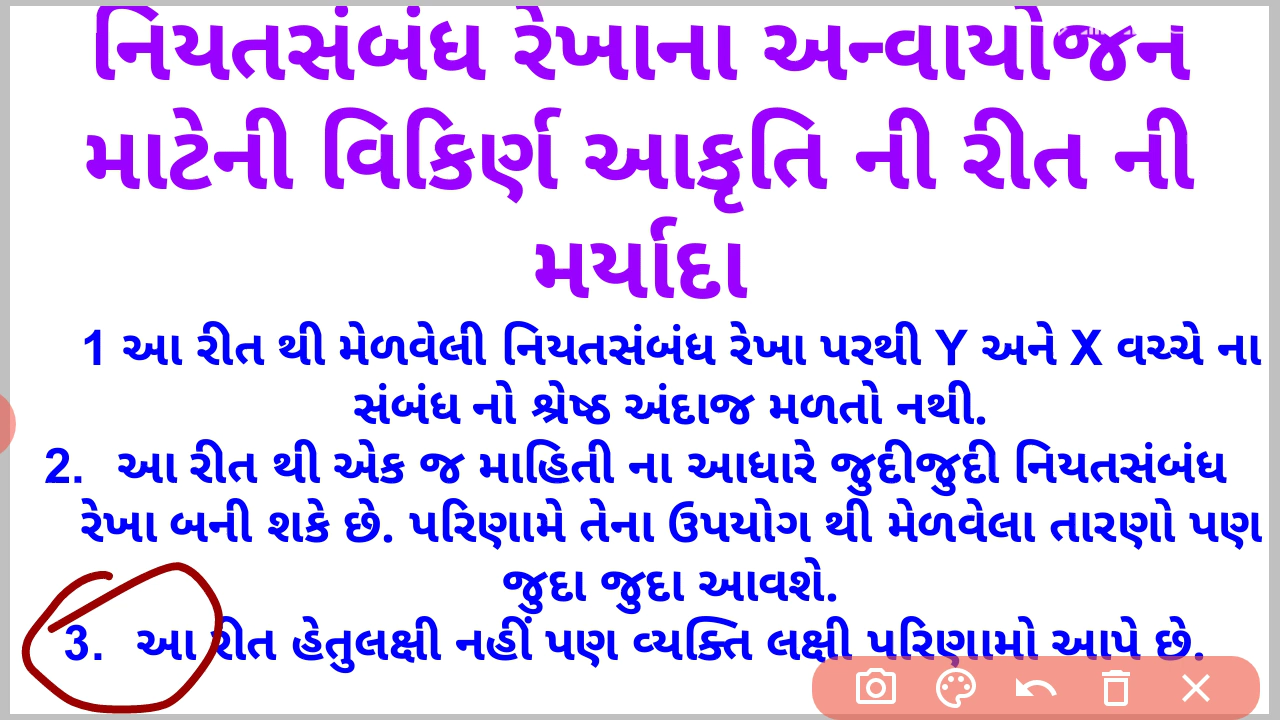 નિયતસંબંધ રેખાના અન્વાયોજન
માટેની વિકિર્ણ આકૃતિ ની રીત ની
મર્યાદા
1 આ રીત થી મેળવેલી નિયતસંબંધ રેખા પરથી Y અને X વચ્ચે ના
સંબંધ નો શ્રેષ્ઠ અંદાજ મળતો નથી.
2. આ રીત થી એક જ માહિતી ના આધારે જુદીજુદી નિયતસંબંધ
રેખા બની શકે છે. પરિણામે તેના ઉપયોગ થી મેળવેલા તારણો પણ
જુદા જુદા આવશે.
3. આ રીત હેતુલક્ષી નહીં પણ વ્યક્તિ લક્ષી પરિણામો આપે છે.